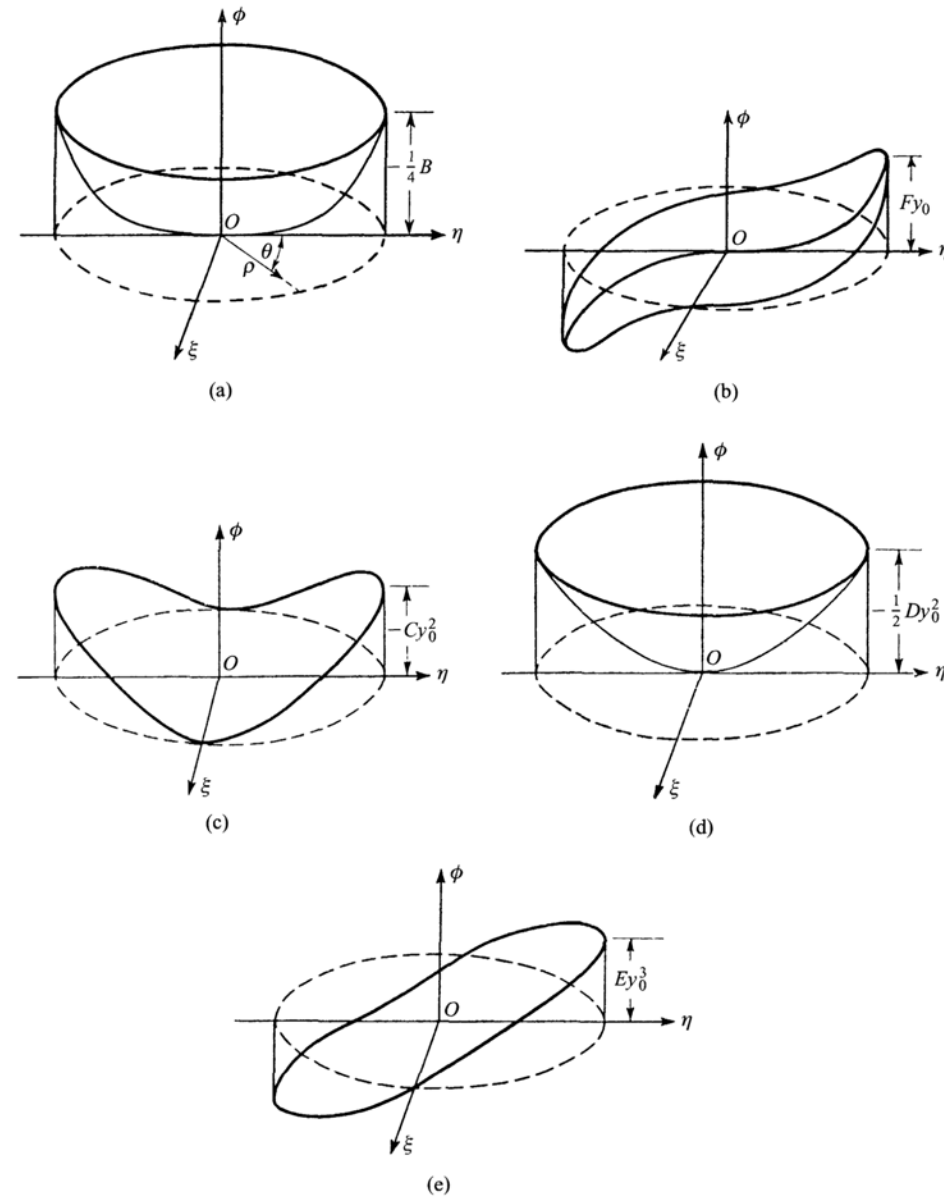 ϕ
− 1/4 B
O
θ
η
ρ
ξ
(a)
ϕ
Fy₀
O
η
ξ
(b)
ϕ
− Cy₀²
O
η
ξ
(c)
ϕ
− 1/2 Dy₀²
O
η
ξ
(d)
ϕ
Ey₀³
O
η
ξ
(e)